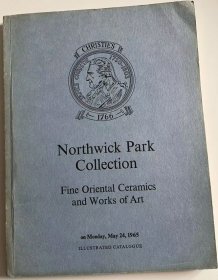 CHRISTIE'S
1766
Northwick Park
Collection
Fine Oriental Ceramics
and Works of Art
on Monday, May 24, 1965
ILLUSTRATED CATALOGUE